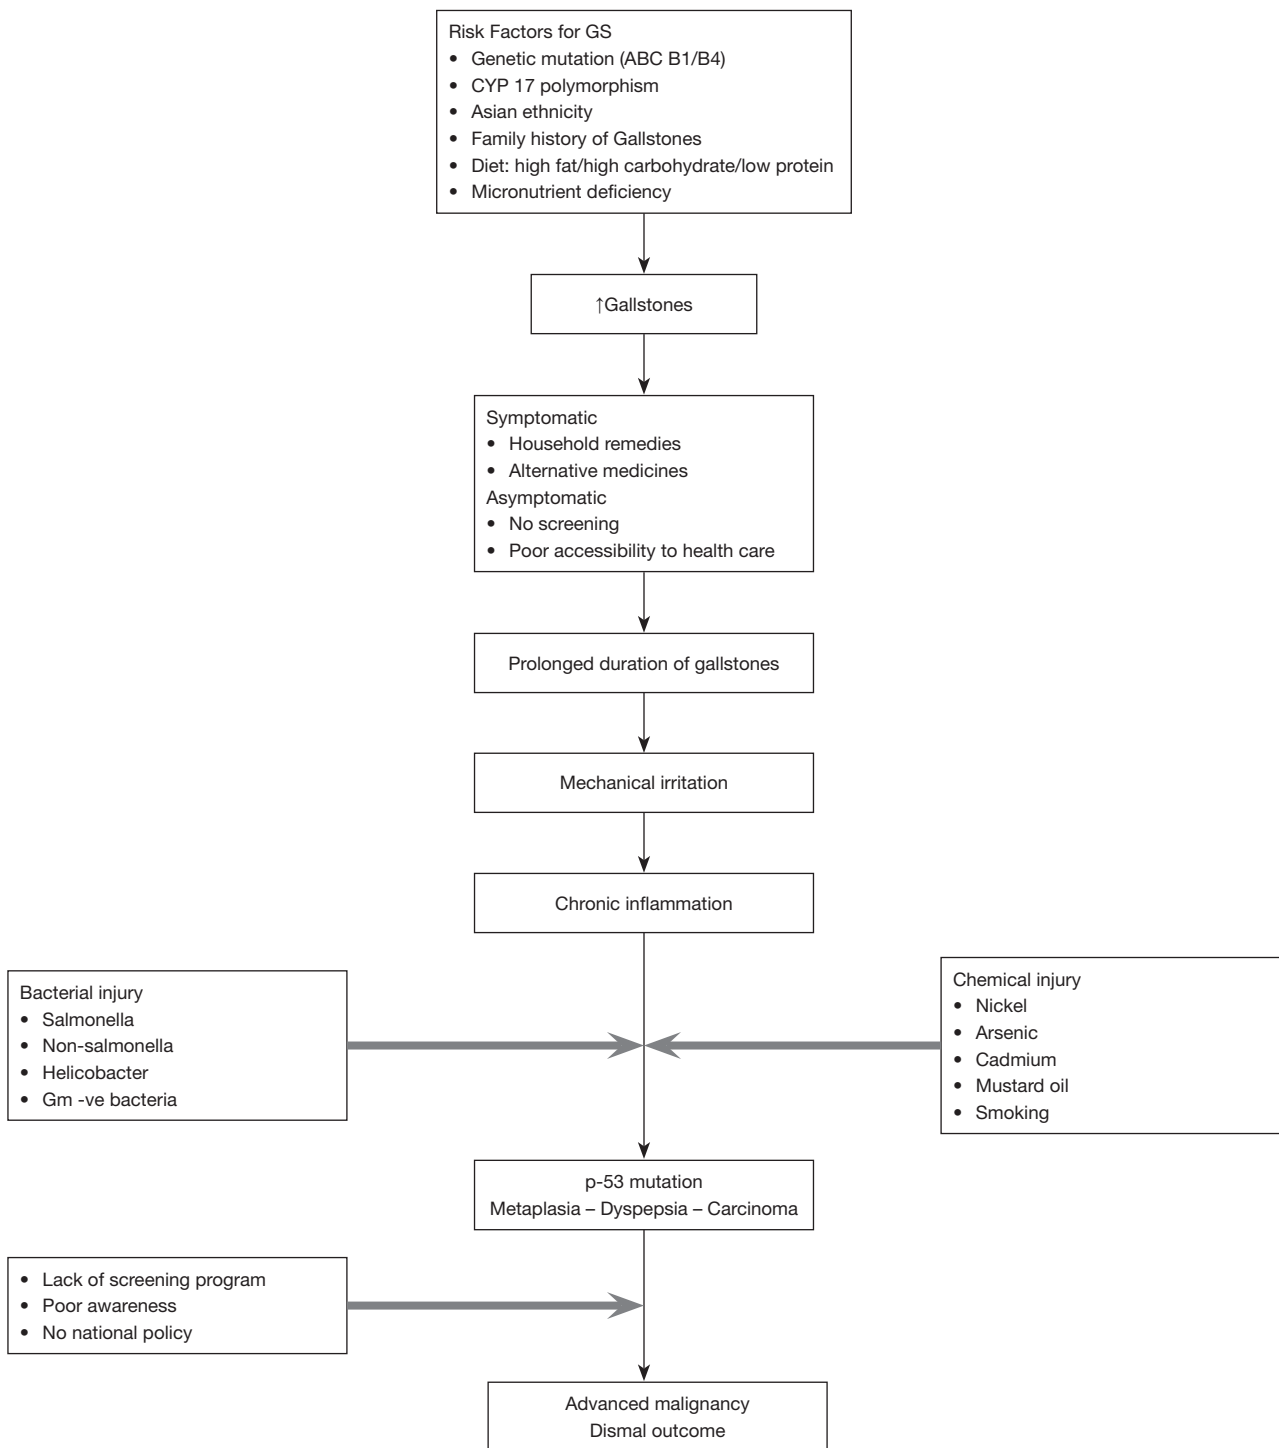 Risk Factors for GS
• Genetic mutation (ABC B1/B4)
• CYP 17 polymorphism
• Asian ethnicity
• Family history of Gallstones
• Diet: high fat/high carbohydrate/low protein
• Micronutrient deficiency
↑Gallstones
Symptomatic
• Household remedies
• Alternative medicines
Asymptomatic
• No screening
• Poor accessibility to health care
Prolonged duration of gallstones
Mechanical irritation
Chronic inflammation
Bacterial injury
• Salmonella
• Non-salmonella
• Helicobacter
• Gm -ve bacteria
Chemical injury
• Nickel
• Arsenic
• Cadmium
• Mustard oil
• Smoking
p-53 mutation
Metaplasia – Dyspepsia – Carcinoma
• Lack of screening program
• Poor awareness
• No national policy
Advanced malignancy
Dismal outcome